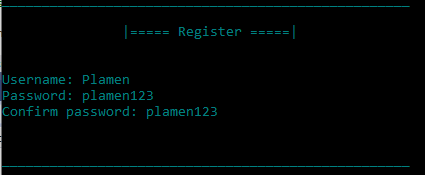 |===== Register =====|
Username: Plamen
Password: plamen123
Confirm password: plamen123